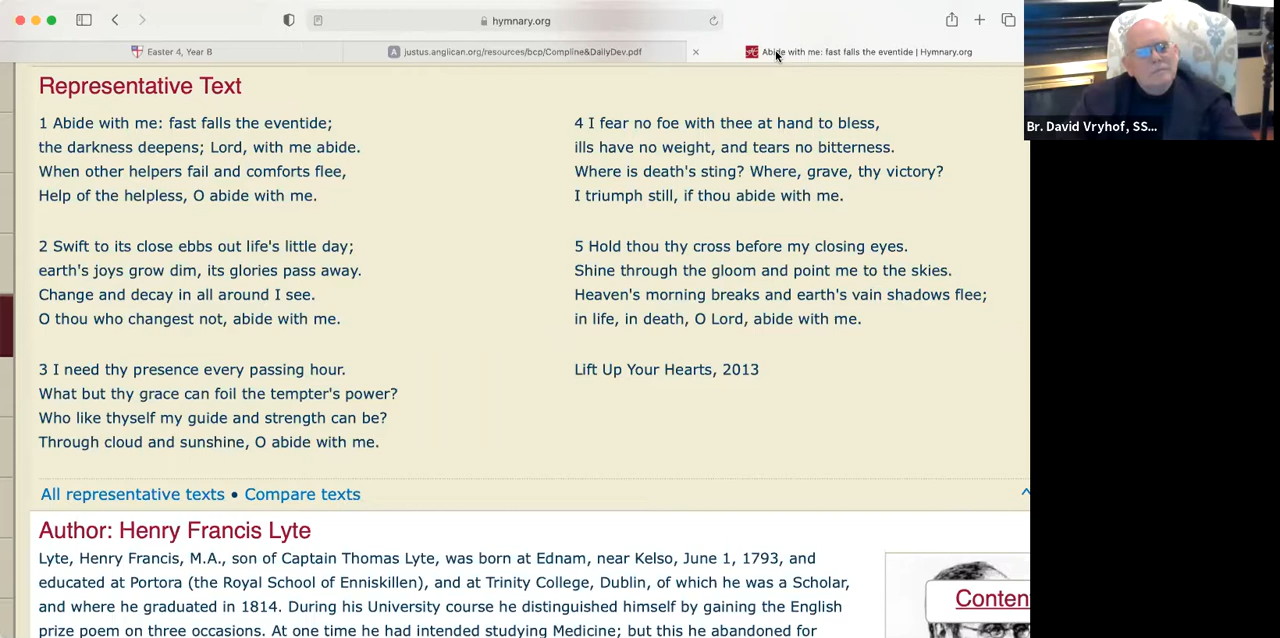 hymnary.org
Easter 4, Year B
justus.anglican.org/resources/bcp/Compline&DailyDev.pdf
Abide with me: fast falls the eventide | Hymnary.org
Br. David Vryhof, SS...
Representative Text
1 Abide with me: fast falls the eventide;
the darkness deepens; Lord, with me abide.
When other helpers fail and comforts flee,
Help of the helpless, O abide with me.
2 Swift to its close ebbs out life's little day;
earth's joys grow dim, its glories pass away.
Change and decay in all around I see.
O thou who changest not, abide with me.
3 I need thy presence every passing hour.
What but thy grace can foil the tempter's power?
Who like thyself my guide and strength can be?
Through cloud and sunshine, O abide with me.
4 I fear no foe with thee at hand to bless,
ills have no weight, and tears no bitterness.
Where is death's sting? Where, grave, thy victory?
I triumph still, if thou abide with me.
5 Hold thou thy cross before my closing eyes.
Shine through the gloom and point me to the skies.
Heaven's morning breaks and earth's vain shadows flee;
in life, in death, O Lord, abide with me.
Lift Up Your Hearts, 2013
All representative texts • Compare texts
Author: Henry Francis Lyte
Lyte, Henry Francis, M.A., son of Captain Thomas Lyte, was born at Ednam, near Kelso, June 1, 1793, and
educated at Portora (the Royal School of Enniskillen), and at Trinity College, Dublin, of which he was a Scholar,
and where he graduated in 1814. During his University course he distinguished himself by gaining the English
prize poem on three occasions. At one time he had intended studying Medicine; but this he abandoned for
Conten